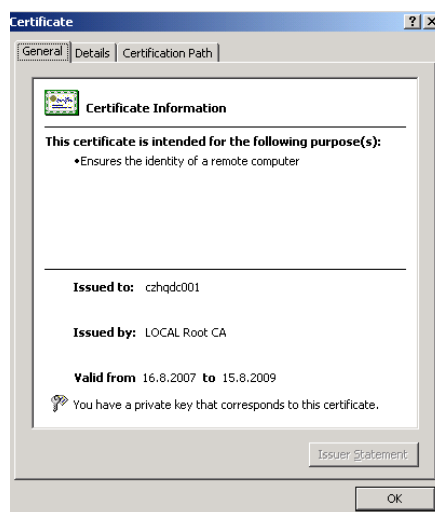 Certificate
General Details Certification Path
Certificate Information
This certificate is intended for the following purpose(s):
•Ensures the identity of a remote computer
Issued to: czhqdc001
Issued by: LOCAL Root CA
Valid from 16.8.2007 to 15.8.2009
You have a private key that corresponds to this certificate.
Issuer Statement
OK